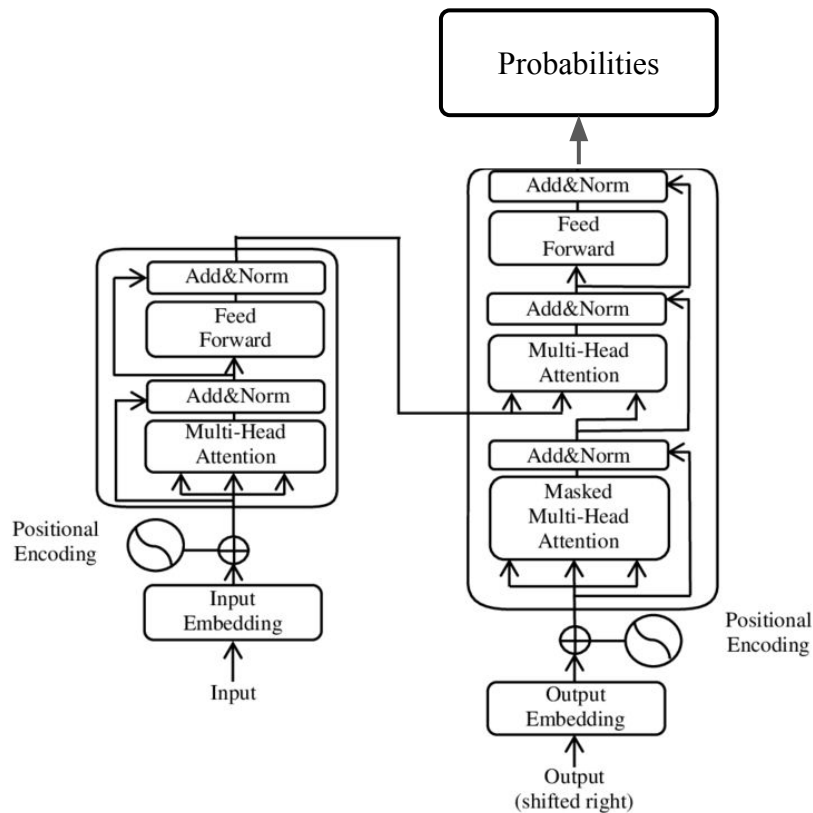 Probabilities
Add&Norm
Feed
Forward
Add&Norm
Multi-Head
Attention
Add&Norm
Masked
Multi-Head
Attention
Positional
Encoding
Output
Embedding
Output
(shifted right)
Add&Norm
Feed
Forward
Add&Norm
Multi-Head
Attention
Positional
Encoding
Input
Embedding
Input